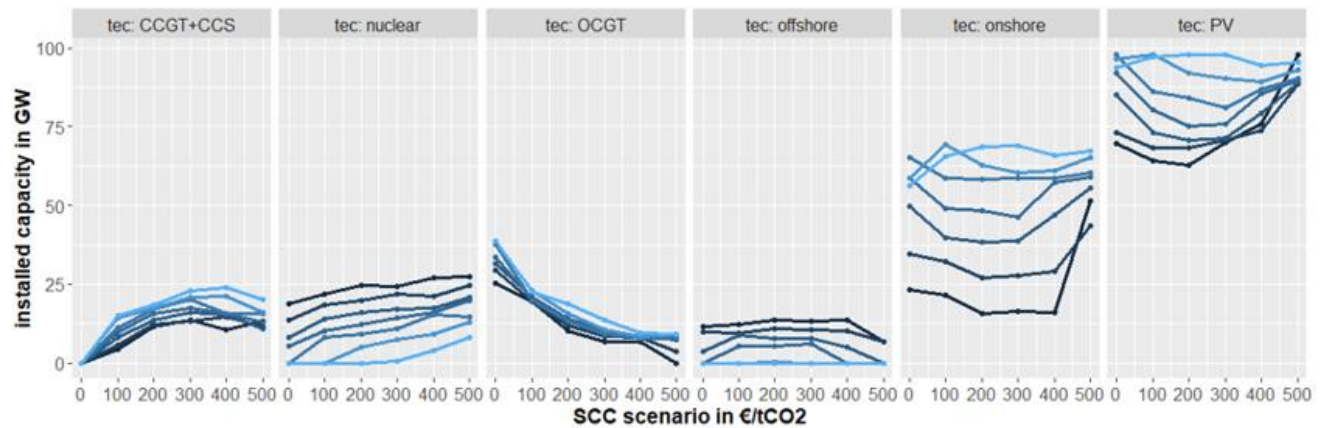 tec: CCGT+CCS tec: nuclear tec: OCGT tec: offshore tec: onshore tec: PV
100
75
50
25
0
installed capacity in GW
0 100 200 300 400 500 0 100 200 300 400 500 0 100 200 300 400 500 0 100 200 300 400 500 0 100 200 300 400 500 0 100 200 300 400 500
SCC scenario in €/tCO2